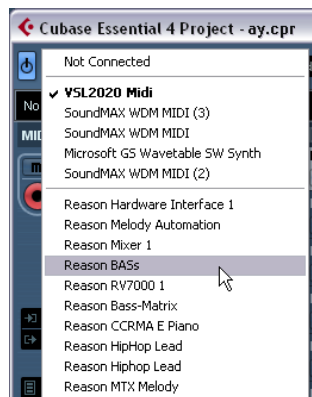 Cubase Essential 4 Project - ay.cpr
Not Connected
No
✓ VSL2020 Midi
SoundMAX WDM MIDI (3)
MI
SoundMAX WDM MIDI
Microsoft GS Wavetable SW Synth
m
SoundMAX WDM MIDI (2)
Reason Hardware Interface 1
Reason Melody Automation
Reason Mixer 1
Reason BASs
Reason RV7000 1
Reason Bass-Matrix
Reason CCRMA E Piano
Reason HipHop Lead
Reason Hiphop Lead
Reason MTX Melody